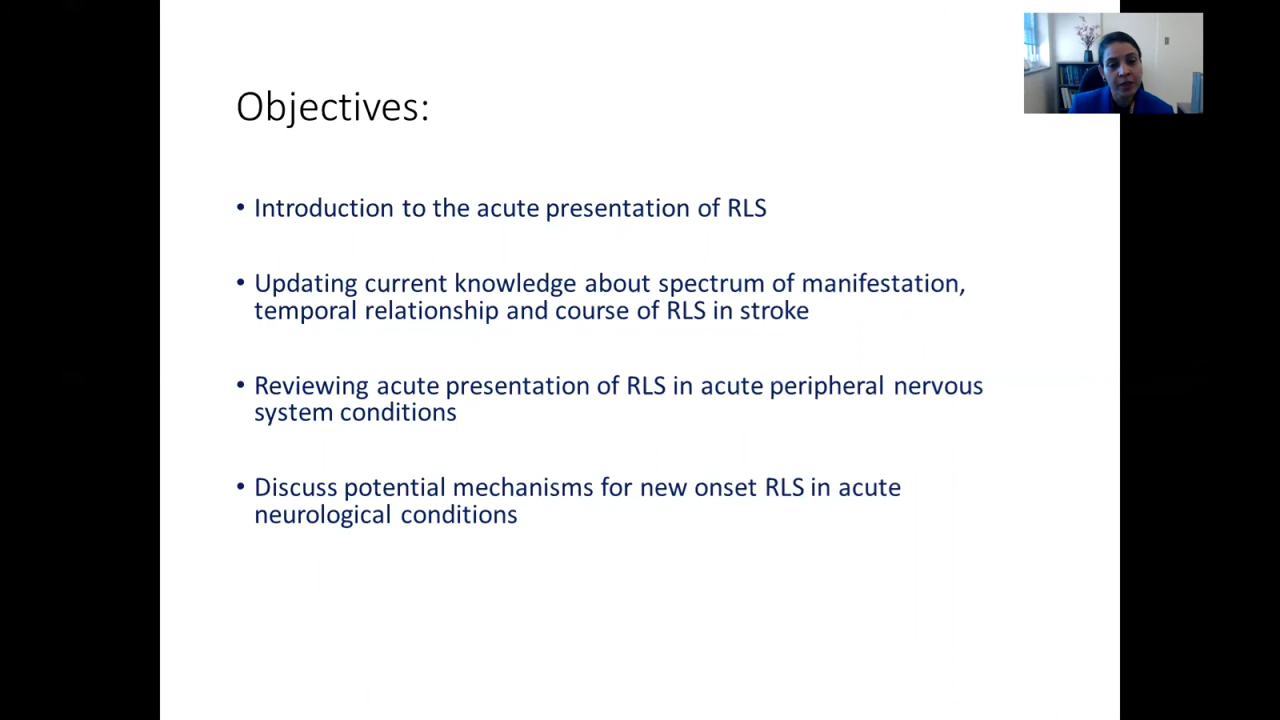 Objectives:
• Introduction to the acute presentation of RLS
• Updating current knowledge about spectrum of manifestation,
temporal relationship and course of RLS in stroke
• Reviewing acute presentation of RLS in acute peripheral nervous
system conditions
• Discuss potential mechanisms for new onset RLS in acute
neurological conditions